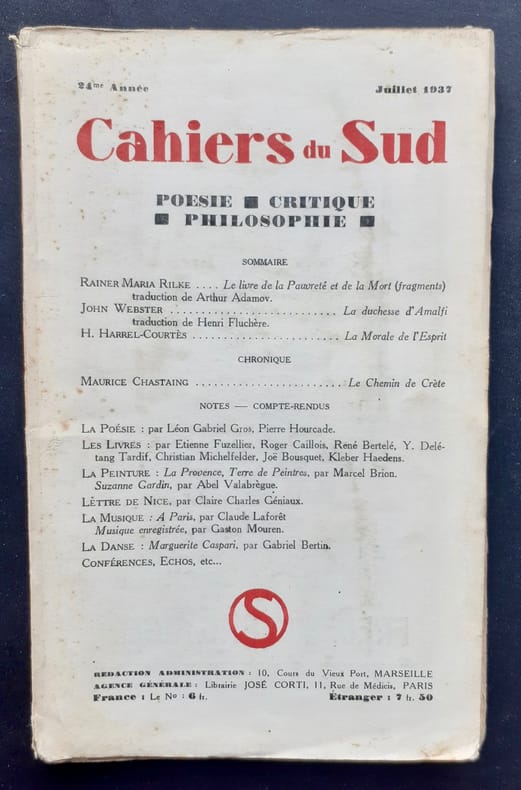 24me Année Juillet 1937
Cahiers du Sud
POESIE ■ CRITIQUE
■ PHILOSOPHIE ■
SOMMAIRE
RAINER MARIA RILKE .... Le livre de la Pauvreté et de la Mort (fragments)
traduction de Arthur Adamov.
JOHN WEBSTER ........................... La duchesse d'Amalfi
traduction de Henri Fluchère.
H. HARREL-COURTÈS ........................ La Morale de l'Esprit
CHRONIQUE
MAURICE CHASTAING ........................ Le Chemin de Crète
NOTES — COMPTE-RENDUS
LA POÉSIE : par Léon Gabriel Gros, Pierre Hourcade.
LES LIVRES : par Etienne Fuzellier, Roger Caillois, René Bertelé, Y. Delé-
tang Tardif, Christian Michelfelder, Joë Bousquet, Kleber Haedens.
LA PEINTURE : La Provence, Terre de Peintres, par Marcel Brion.
Suzanne Gardin, par Abel Valabrègue.
LÊTTRE DE NICE, par Claire Charles Géniaux.
LA MUSIQUE : A Paris, par Claude Laforêt
Musique enregistrée, par Gaston Mouren.
LA DANSE : Marguerite Caspari, par Gabriel Bertin.
CONFÉRENCES, ECHOS, etc...
S
REDACTION ADMINISTRATION : 10, Cours du Vieux Port, MARSEILLE
AGENCE GÉNÉRALE : Librairie JOSÉ CORTI, 11, Rue de Médicis, PARIS
France : Le No : 6 fr. Étranger : 7 fr. 50